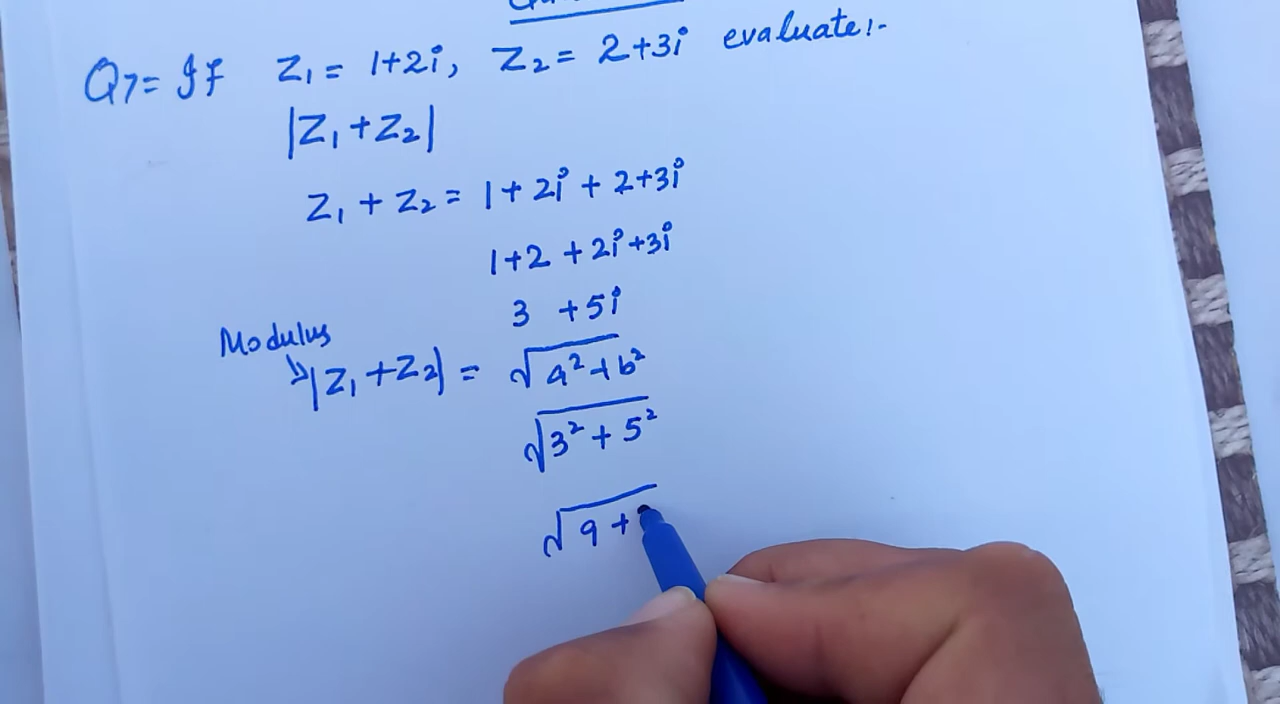 Q7= If Z₁ = 1+2i, Z₂ = 2+3i evaluate:-
|Z₁ + Z₂|
Z₁ + Z₂ = 1 + 2i + 2+3i
1+2 + 2i+3i
3 +5i
Modulus
|Z₁ + Z₂| = √a² + b²
√3² + 5²
√9 +